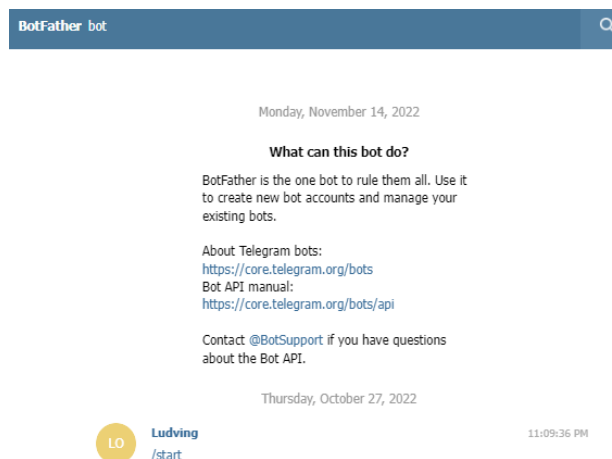 BotFather bot
Monday, November 14, 2022
What can this bot do?
BotFather is the one bot to rule them all. Use it
to create new bot accounts and manage your
existing bots.
About Telegram bots:
https://core.telegram.org/bots
Bot API manual:
https://core.telegram.org/bots/api
Contact @BotSupport if you have questions
about the Bot API.
Thursday, October 27, 2022
LO
Ludving 11:09:36 PM
/start